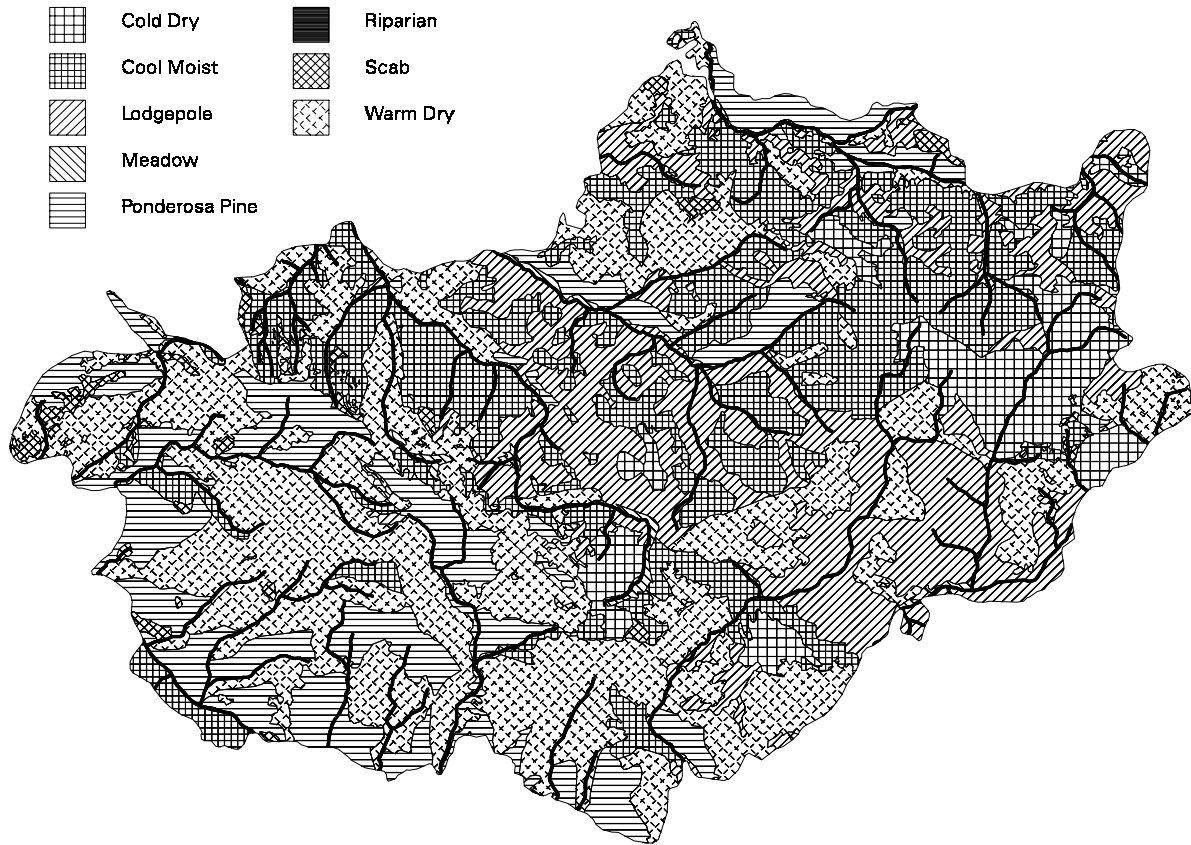 Cold Dry
Cool Moist
Lodgepole
Meadow
Ponderosa Pine
Riparian
Scab
Warm Dry